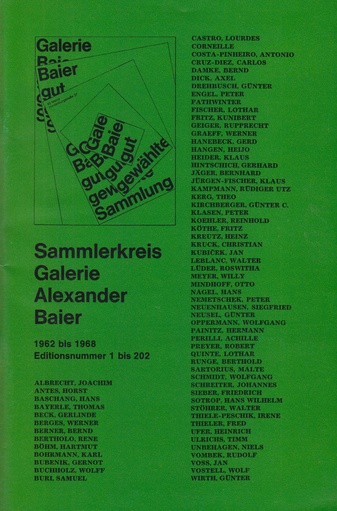 Galerie
Baier
gut
Galerie
Baier
gut
gewählte
Sammlung
Sammlerkreis
Galerie
Alexander
Baier
1962 bis 1968
Editionsnummer 1 bis 202
ALBRECHT, JOACHIM
ANTES, HORST
BASCHANG, HANS
BAYERLE, THOMAS
BECK, GERLINDE
BERGES, WERNER
BERNER, BERND
BERTHOLO, RENE
BÖHM, HARTMUT
BOHRMANN, KARL
BUBENIK, GERNOT
BUCHHOLZ, WOLFF
BURI, SAMUEL
CASTRO, LOURDES
CORNEILLE
COSTA-PINHEIRO, ANTONIO
CRUZ-DIEZ, CARLOS
DAMKE, BERND
DICK, AXEL
DREHBUSCH, GÜNTER
ENGEL, PETER
FATHWINTER
FISCHER, LOTHAR
FRITZ, KUNIBERT
GEIGER, RUPPRECHT
GRAEFF, WERNER
HANEBECK, GERD
HANGEN, HEIJO
HEIDER, KLAUS
HINTSCHICH, GERHARD
JÄGER, BERNHARD
JÜRGEN-FISCHER, KLAUS
KAMPMANN, RÜDIGER UTZ
KERG, THEO
KIRCHBERGER, GÜNTER C.
KLASEN, PETER
KOEHLER, REINHOLD
KÖTHE, FRITZ
KREUTZ, HEINZ
KRUCK, CHRISTIAN
KUBIČEK, JAN
LEBLANC, WALTER
LÜDER, ROSWITHA
MEYER, WILLY
MINDHOFF, OTTO
NAGEL, HANS
NEMETSCHEK, PETER
NEUENHAUSEN, SIEGFRIED
NEUSEL, GÜNTER
OPPERMANN, WOLFGANG
PAINITZ, HERMANN
PERILLI, ACHILLE
PREYER, ROBERT
QUINTE, LOTHAR
RUNGE, BERTHOLD
SARTORIUS, MALTE
SCHMIDT, WOLFGANG
SCHREITER, JOHANNES
SIEBER, FRIEDRICH
SOTROF, HANS WILHELM
STÖHRER, WALTER
THIELE-PESCHIK, IRENE
THIELER, FRED
UFER, HEINRICH
ULRICHS, TIMM
UNBEHAGEN, NIELS
VOMBEK, RUDOLF
VOSS, JAN
VOSTELL, WOLF
WIRTH, GÜNTER